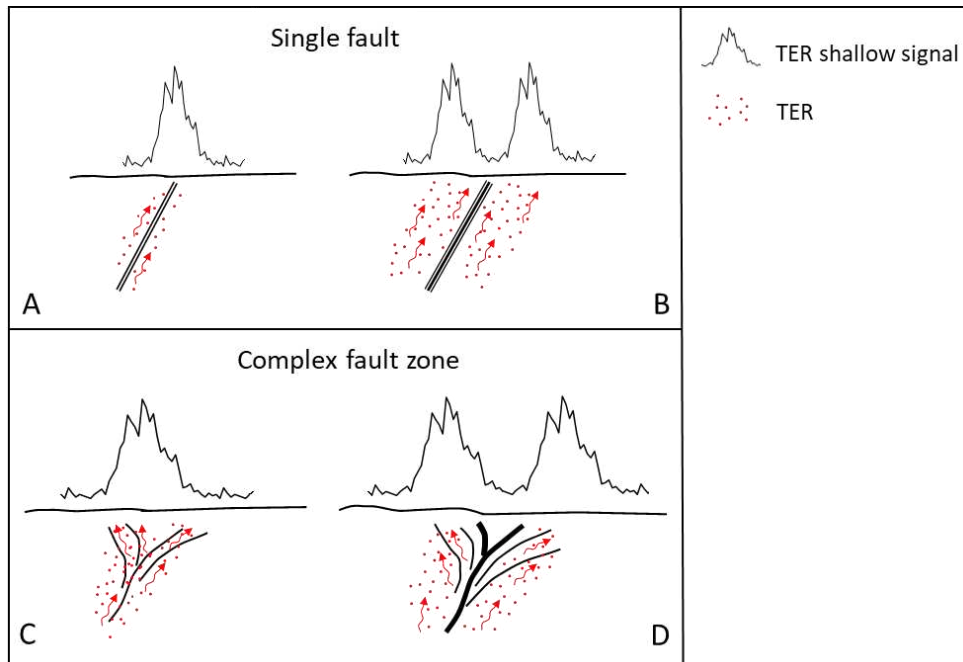 Single fault
TER shallow signal
TER
A
B
Complex fault zone
C
D